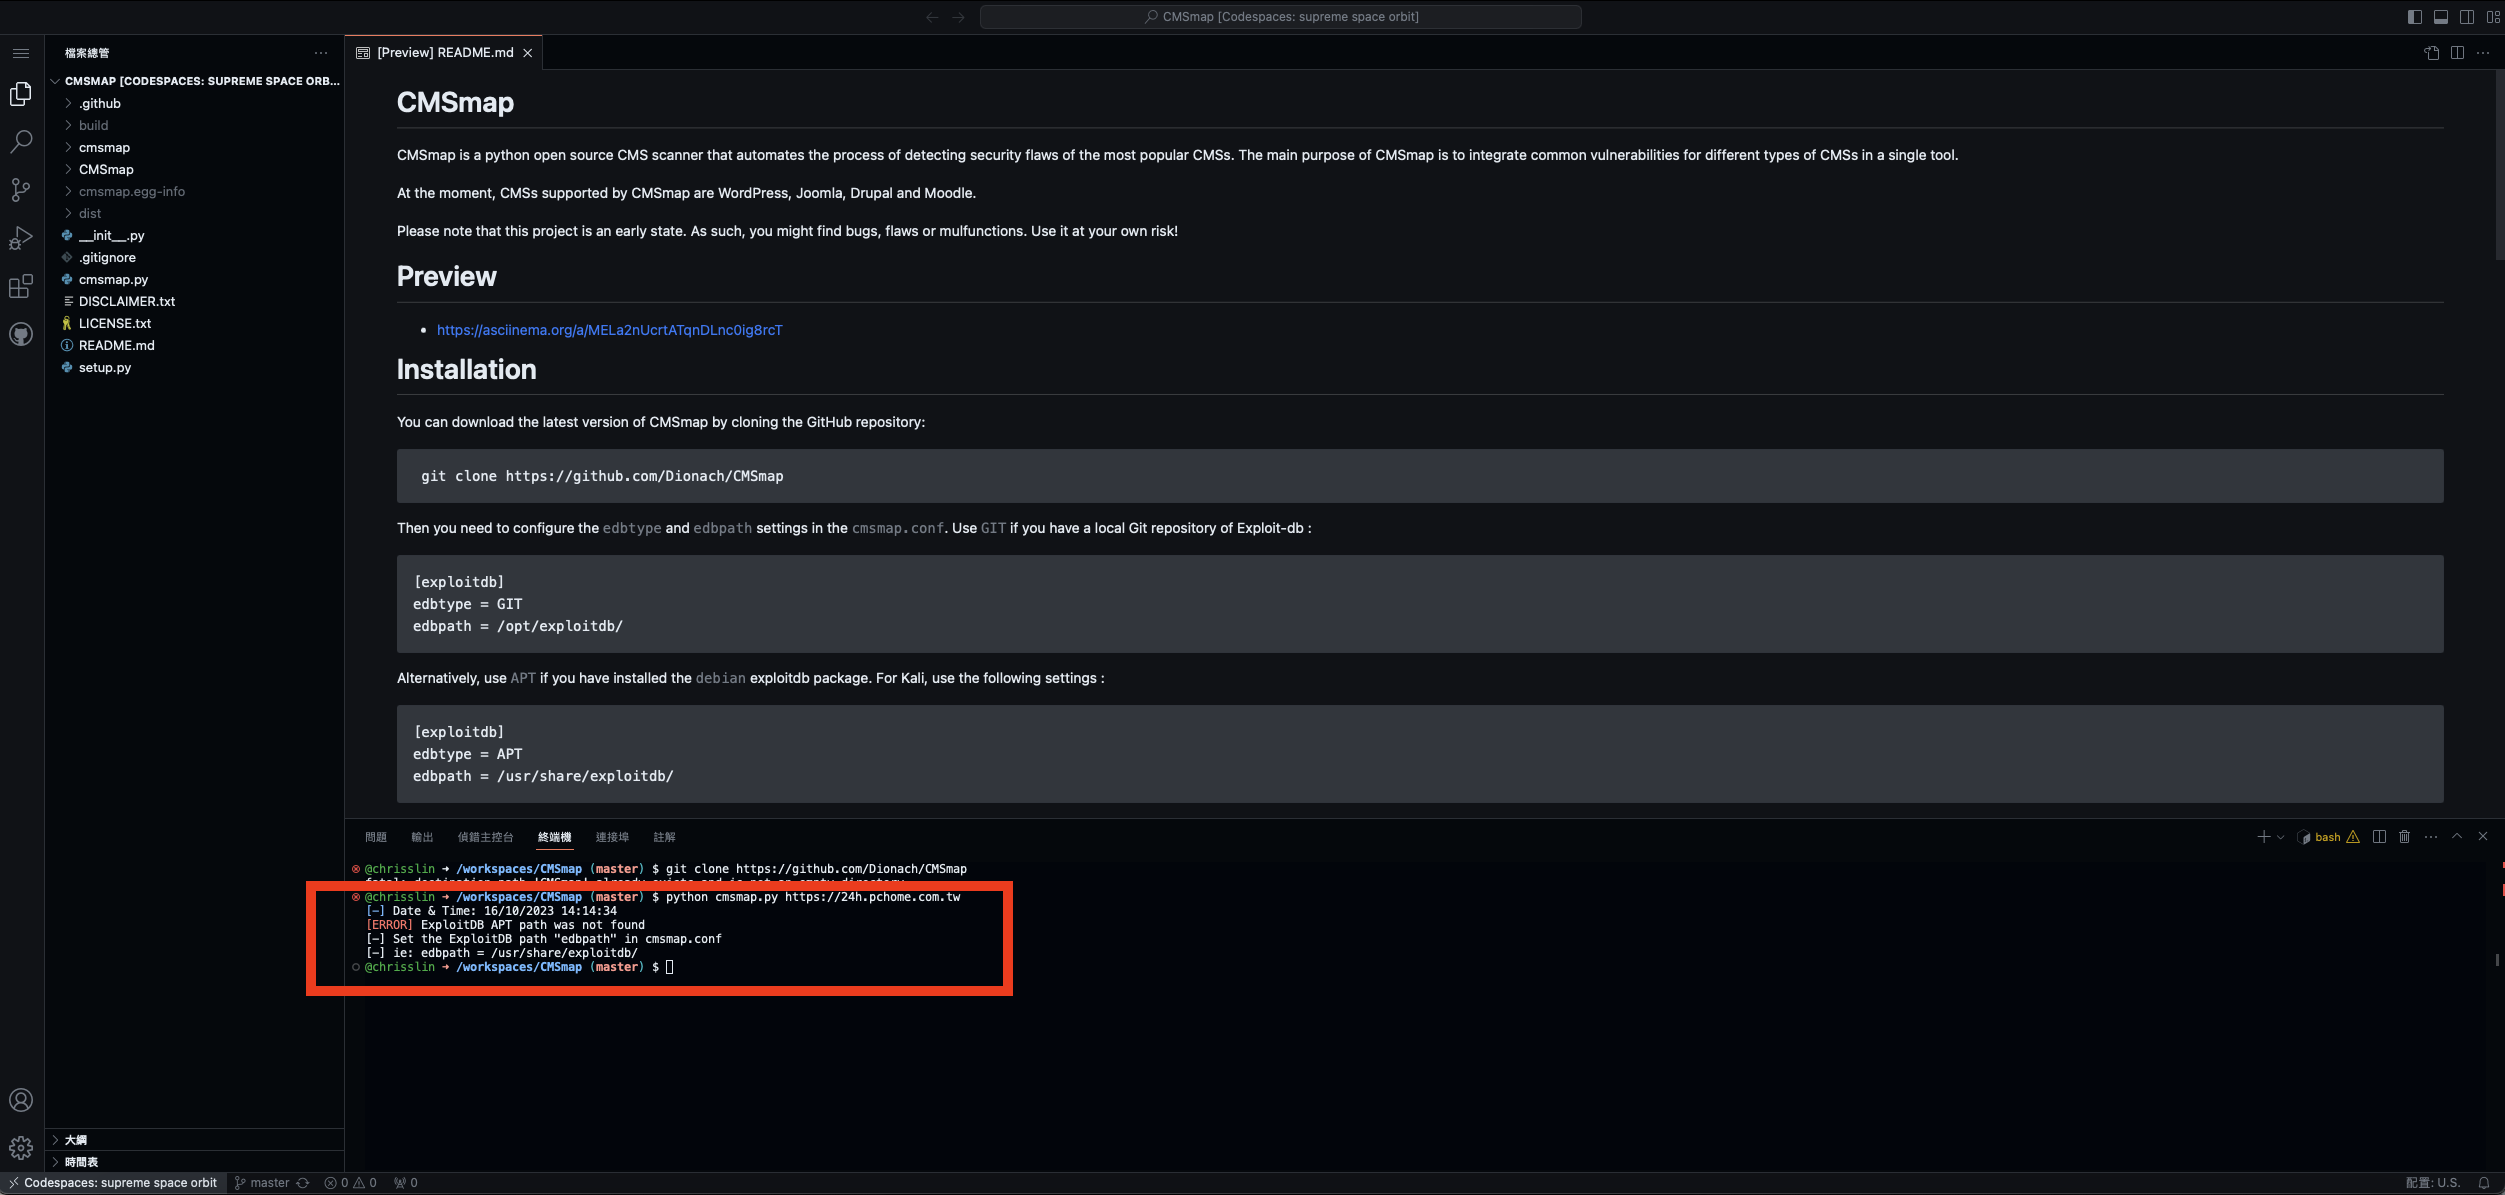 CMSmap [Codespaces: supreme space orbit]
檔案總管
CMSMAP [CODESPACES: SUPREME SPACE ORB...
.github
build
cmsmap
CMSmap
cmsmap.egg-info
dist
__init__.py
.gitignore
cmsmap.py
DISCLAIMER.txt
LICENSE.txt
README.md
setup.py
大綱
時間表
[Preview] README.md
CMSmap
CMSmap is a python open source CMS scanner that automates the process of detecting security flaws of the most popular CMSs. The main purpose of CMSmap is to integrate common vulnerabilities for different types of CMSs in a single tool.
At the moment, CMSs supported by CMSmap are WordPress, Joomla, Drupal and Moodle.
Please note that this project is an early state. As such, you might find bugs, flaws or mulfunctions. Use it at your own risk!
Preview
https://asciinema.org/a/MELa2nUcrtATqnDLnc0ig8rcT
Installation
You can download the latest version of CMSmap by cloning the GitHub repository:
git clone https://github.com/Dionach/CMSmap
Then you need to configure the edbtype and edbpath settings in the cmsmap.conf. Use GIT if you have a local Git repository of Exploit-db :
[exploitdb]
edbtype = GIT
edbpath = /opt/exploitdb/
Alternatively, use APT if you have installed the debian exploitdb package. For Kali, use the following settings :
[exploitdb]
edbtype = APT
edbpath = /usr/share/exploitdb/
問題 輸出 偵錯主控台 終端機 連接埠 註解
bash
@chrisslin ➜ /workspaces/CMSmap (master) $ git clone https://github.com/Dionach/CMSmap
fatal: destination path 'CMSmap' already exists and is not an empty directory.
@chrisslin ➜ /workspaces/CMSmap (master) $ python cmsmap.py https://24h.pchome.com.tw
[-] Date & Time: 16/10/2023 14:14:34
[ERROR] ExploitDB APT path was not found
[-] Set the ExploitDB path "edbpath" in cmsmap.conf
[-] ie: edbpath = /usr/share/exploitdb/
@chrisslin ➜ /workspaces/CMSmap (master) $
Codespaces: supreme space orbit master 0 0 0 配置: U.S.